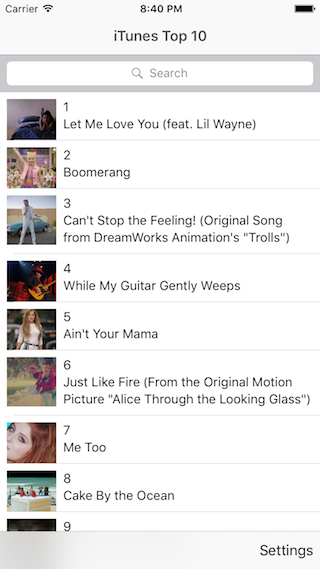 Carrier 8:40 PM
iTunes Top 10
Search
1
Let Me Love You (feat. Lil Wayne)
2
Boomerang
3
Can't Stop the Feeling! (Original Song
from DreamWorks Animation's "Trolls")
4
While My Guitar Gently Weeps
5
Ain't Your Mama
6
Just Like Fire (From the Original Motion
Picture "Alice Through the Looking Glass")
7
Me Too
8
Cake By the Ocean
9
Settings